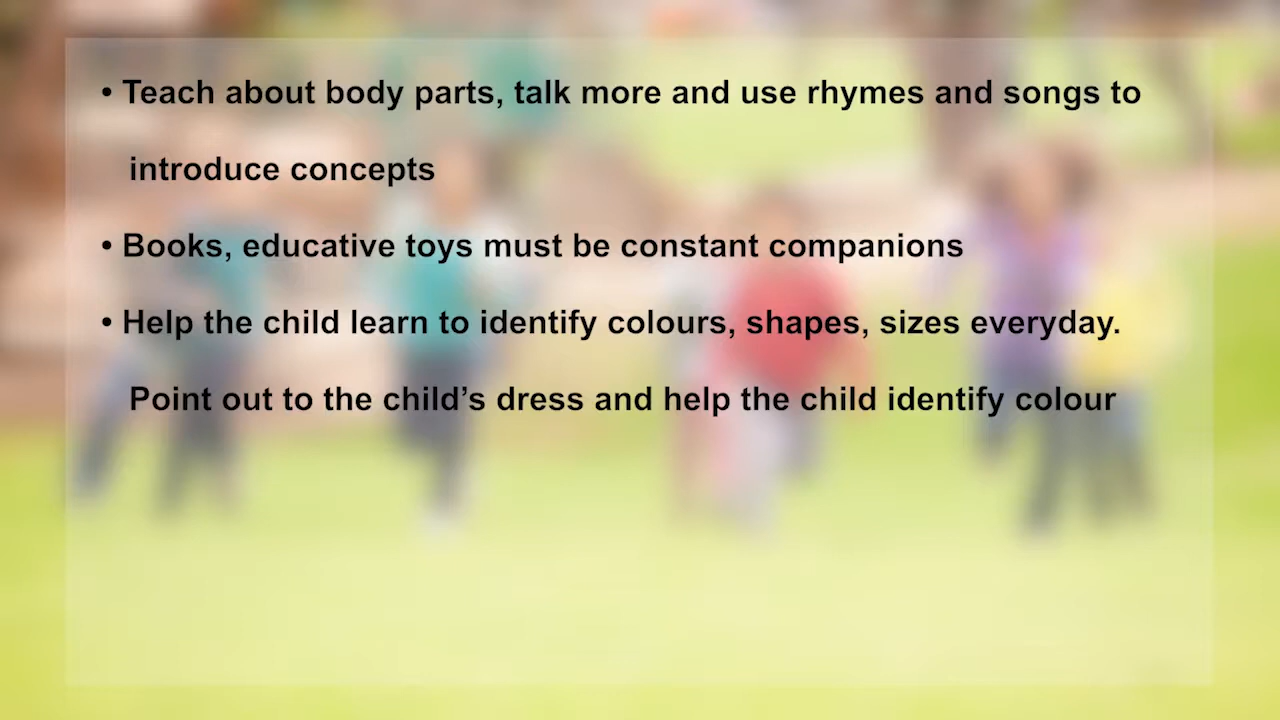 • Teach about body parts, talk more and use rhymes and songs to
introduce concepts
• Books, educative toys must be constant companions
• Help the child learn to identify colours, shapes, sizes everyday.
Point out to the child’s dress and help the child identify colour